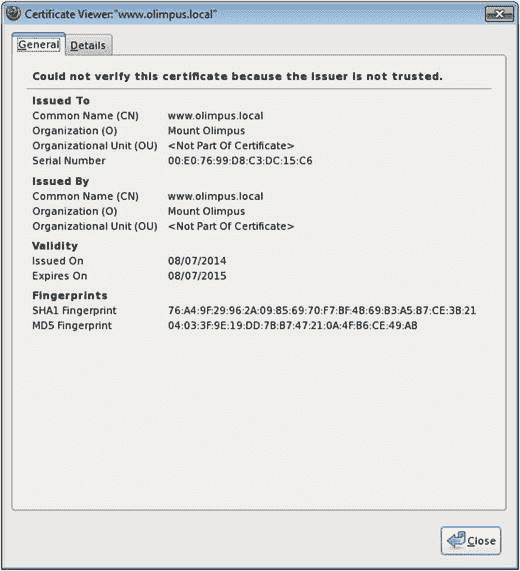 Certificate Viewer:"www.olimpus.local"
General Details
Could not verify this certificate because the issuer is not trusted.
Issued To
Common Name (CN) www.olimpus.local
Organization (O) Mount Olimpus
Organizational Unit (OU) <Not Part Of Certificate>
Serial Number 00:E0:76:99:D8:C3:DC:15:C6
Issued By
Common Name (CN) www.olimpus.local
Organization (O) Mount Olimpus
Organizational Unit (OU) <Not Part Of Certificate>
Validity
Issued On 08/07/2014
Expires On 08/07/2015
Fingerprints
SHA1 Fingerprint 76:A4:9F:29:96:2A:09:85:69:70:F7:BF:48:69:B3:A5:B7:CE:3B:21
MD5 Fingerprint 04:03:3F:9E:19:DD:7B:B7:47:21:0A:4F:B6:CE:49:AB
Close